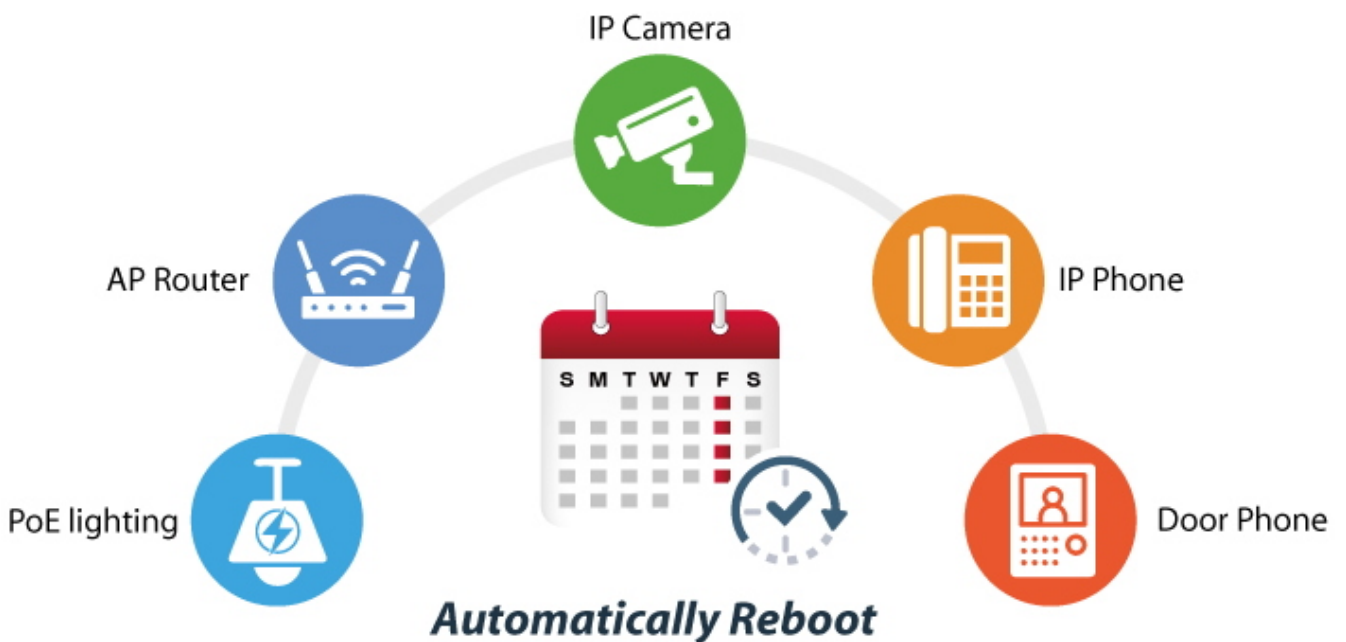 IP Camera
AP Router
IP Phone
S M T W T F S
PoE lighting
Door Phone
Automatically Reboot